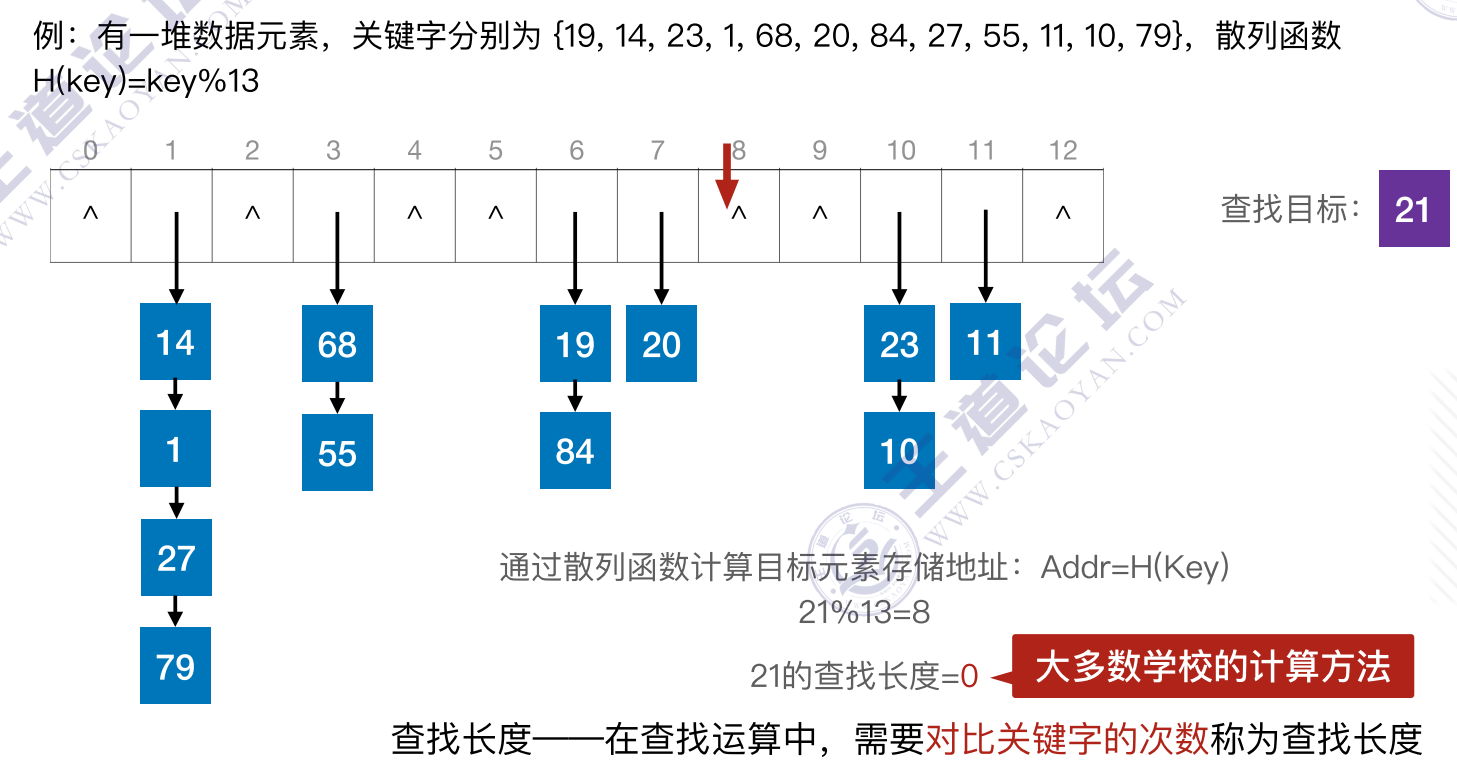 例：有一堆数据元素，关键字分别为 {19, 14, 23, 1, 68, 20, 84, 27, 55, 11, 10, 79}，散列函数
H(key)=key%13
0 1 2 3 4 5 6 7 8 9 10 11 12
^ ^ ^ ^ ^ ^ ^
查找目标： 21
14 68 19 20 23 11
1 55 84 10
27
79
通过散列函数计算目标元素存储地址：Addr=H(Key)
21%13=8
21的查找长度=0
大多数学校的计算方法
查找长度——在查找运算中，需要对比关键字的次数称为查找长度
王道论坛
WWW.CSKAOYAN.COM
王道论坛
WWW.CSKAOYAN.COM